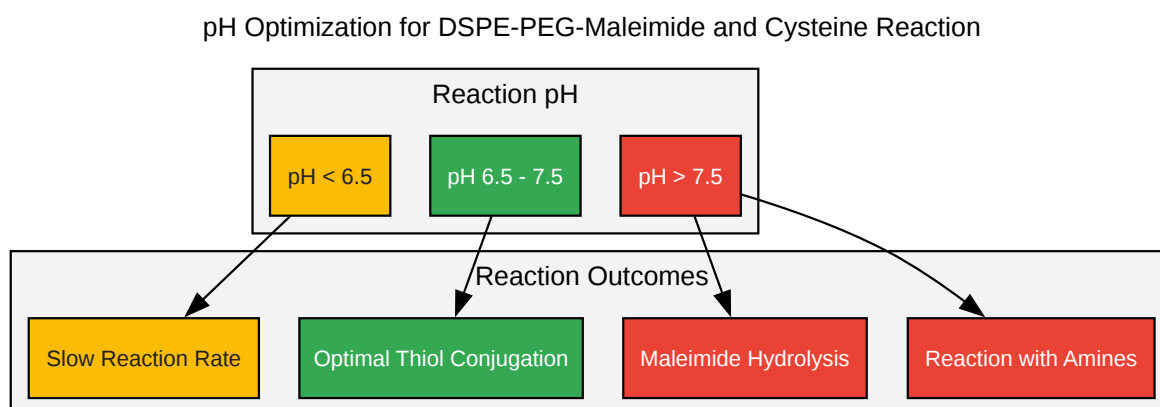 pH Optimization for DSPE-PEG-Maleimide and Cysteine Reaction
Reaction pH
pH < 6.5
pH 6.5 - 7.5
pH > 7.5
Reaction Outcomes
Slow Reaction Rate
Optimal Thiol Conjugation
Maleimide Hydrolysis
Reaction with Amines